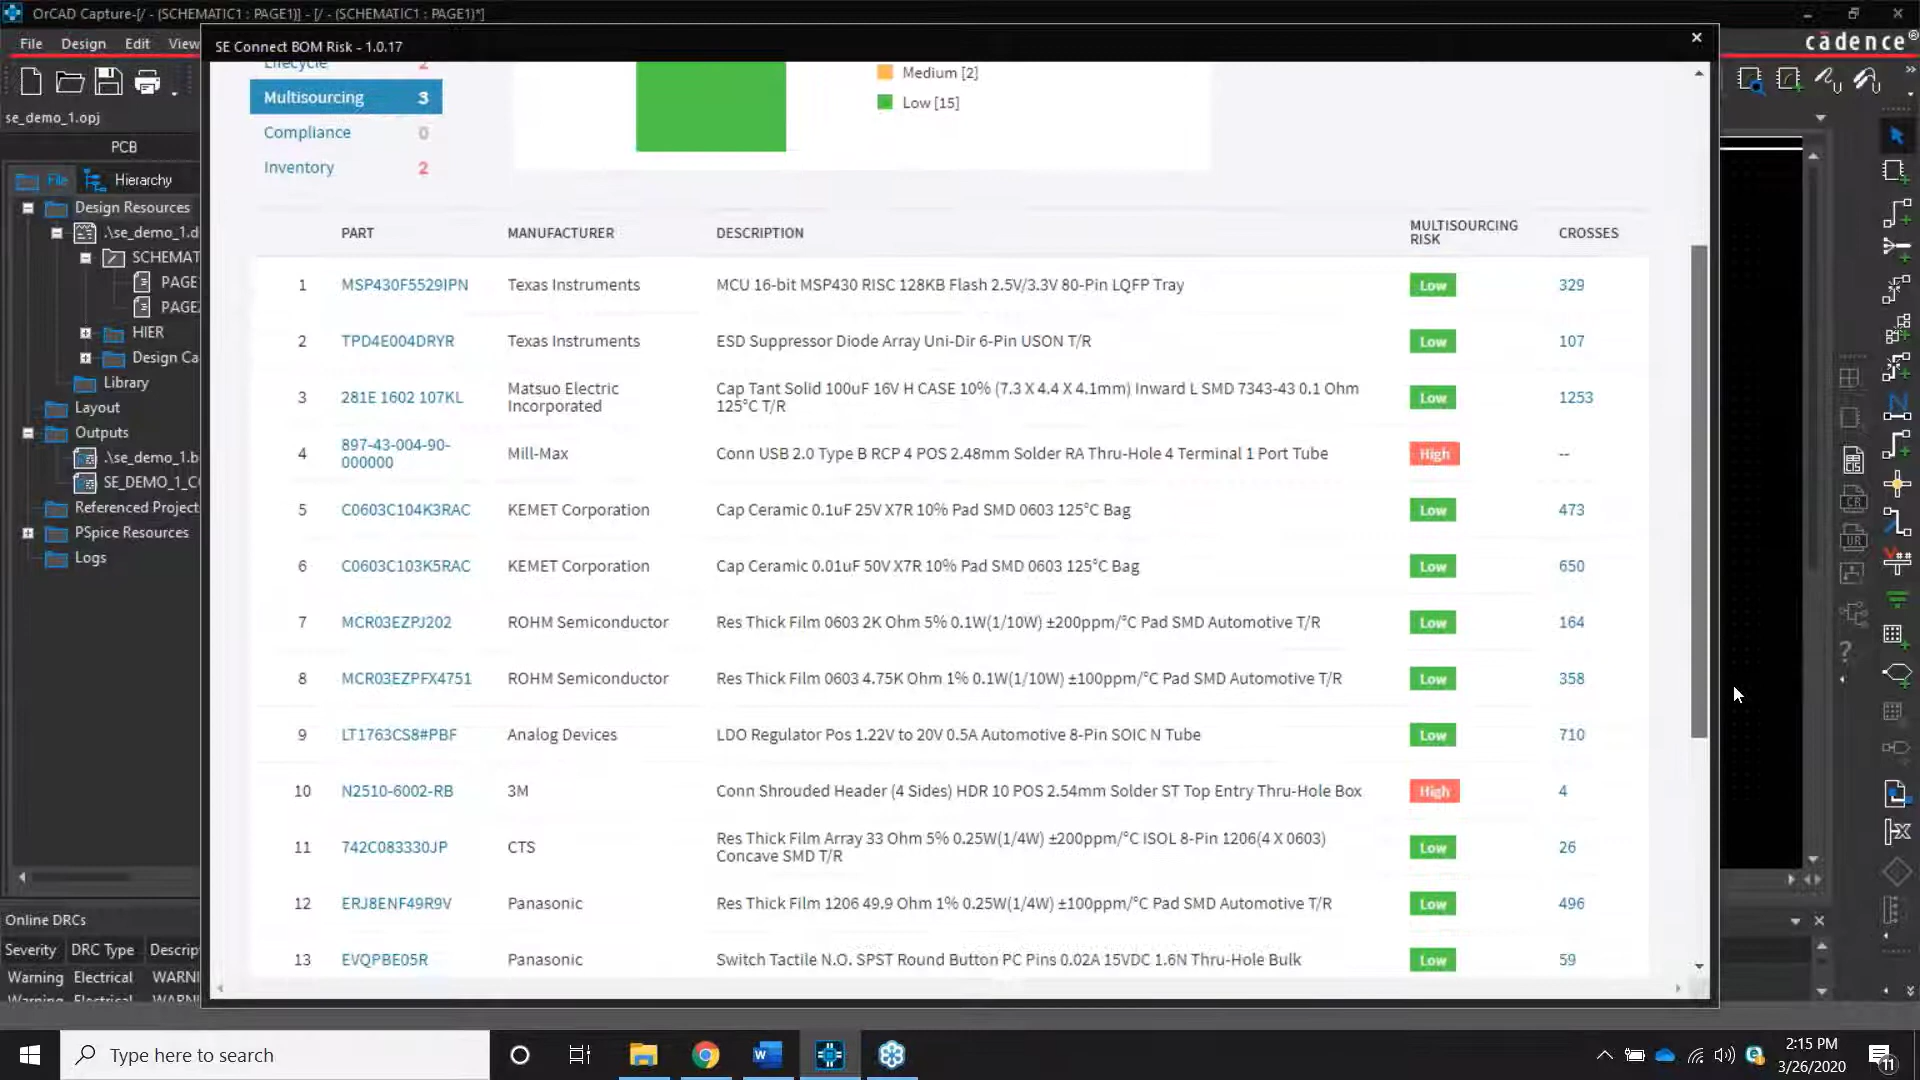 OrCAD Capture-[/ - (SCHEMATIC1 : PAGE1)] - [/ - (SCHEMATIC1 : PAGE1)*]
File Design Edit View
cādence®
SE Connect BOM Risk - 1.0.17
se_demo_1.opj
PCB
File Hierarchy
Design Resources
.\se_demo_1.d
SCHEMAT
PAGE
PAGE
HIER
Design Ca
Library
Layout
Outputs
.\se_demo_1.b
SE_DEMO_1_C
Referenced Project
PSpice Resources
Logs
Lifecycle 2
Multisourcing 3
Compliance 0
Inventory 2
Medium [2]
Low [15]
PART MANUFACTURER DESCRIPTION MULTISOURCING RISK CROSSES
1 MSP430F5529IPN Texas Instruments MCU 16-bit MSP430 RISC 128KB Flash 2.5V/3.3V 80-Pin LQFP Tray Low 329
2 TPD4E004DRYR Texas Instruments ESD Suppressor Diode Array Uni-Dir 6-Pin USON T/R Low 107
3 281E 1602 107KL Matsuo Electric Incorporated Cap Tant Solid 100uF 16V H CASE 10% (7.3 X 4.4 X 4.1mm) Inward L SMD 7343-43 0.1 Ohm 125°C T/R Low 1253
4 897-43-004-90-000000 Mill-Max Conn USB 2.0 Type B RCP 4 POS 2.48mm Solder RA Thru-Hole 4 Terminal 1 Port Tube High --
5 C0603C104K3RAC KEMET Corporation Cap Ceramic 0.1uF 25V X7R 10% Pad SMD 0603 125°C Bag Low 473
6 C0603C103K5RAC KEMET Corporation Cap Ceramic 0.01uF 50V X7R 10% Pad SMD 0603 125°C Bag Low 650
7 MCR03EZPJ202 ROHM Semiconductor Res Thick Film 0603 2K Ohm 5% 0.1W(1/10W) ±200ppm/°C Pad SMD Automotive T/R Low 164
8 MCR03EZPFX4751 ROHM Semiconductor Res Thick Film 0603 4.75K Ohm 1% 0.1W(1/10W) ±100ppm/°C Pad SMD Automotive T/R Low 358
9 LT1763CS8#PBF Analog Devices LDO Regulator Pos 1.22V to 20V 0.5A Automotive 8-Pin SOIC N Tube Low 710
10 N2510-6002-RB 3M Conn Shrouded Header (4 Sides) HDR 10 POS 2.54mm Solder ST Top Entry Thru-Hole Box High 4
11 742C083330JP CTS Res Thick Film Array 33 Ohm 5% 0.25W(1/4W) ±200ppm/°C ISOL 8-Pin 1206(4 X 0603) Concave SMD T/R Low 26
12 ERJ8ENF49R9V Panasonic Res Thick Film 1206 49.9 Ohm 1% 0.25W(1/4W) ±100ppm/°C Pad SMD Automotive T/R Low 496
13 EVQPBE05R Panasonic Switch Tactile N.O. SPST Round Button PC Pins 0.02A 15VDC 1.6N Thru-Hole Bulk Low 59
Online DRCs
Severity DRC Type Descrip
Warning Electrical WARNI
Warning Electrical WARNI
Type here to search
2:15 PM
3/26/2020
11